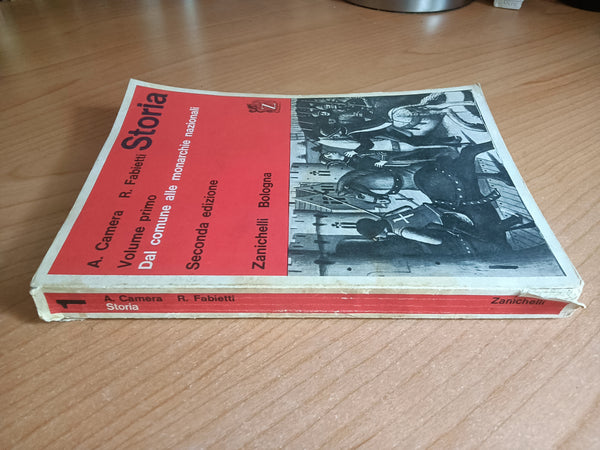 A. Camera R. Fabietti
Storia
Volume primo
Dal comune alle monarchie nazionali
Seconda edizione
Zanichelli Bologna
Z
1
A. Camera R. Fabietti
Storia
Zanichelli